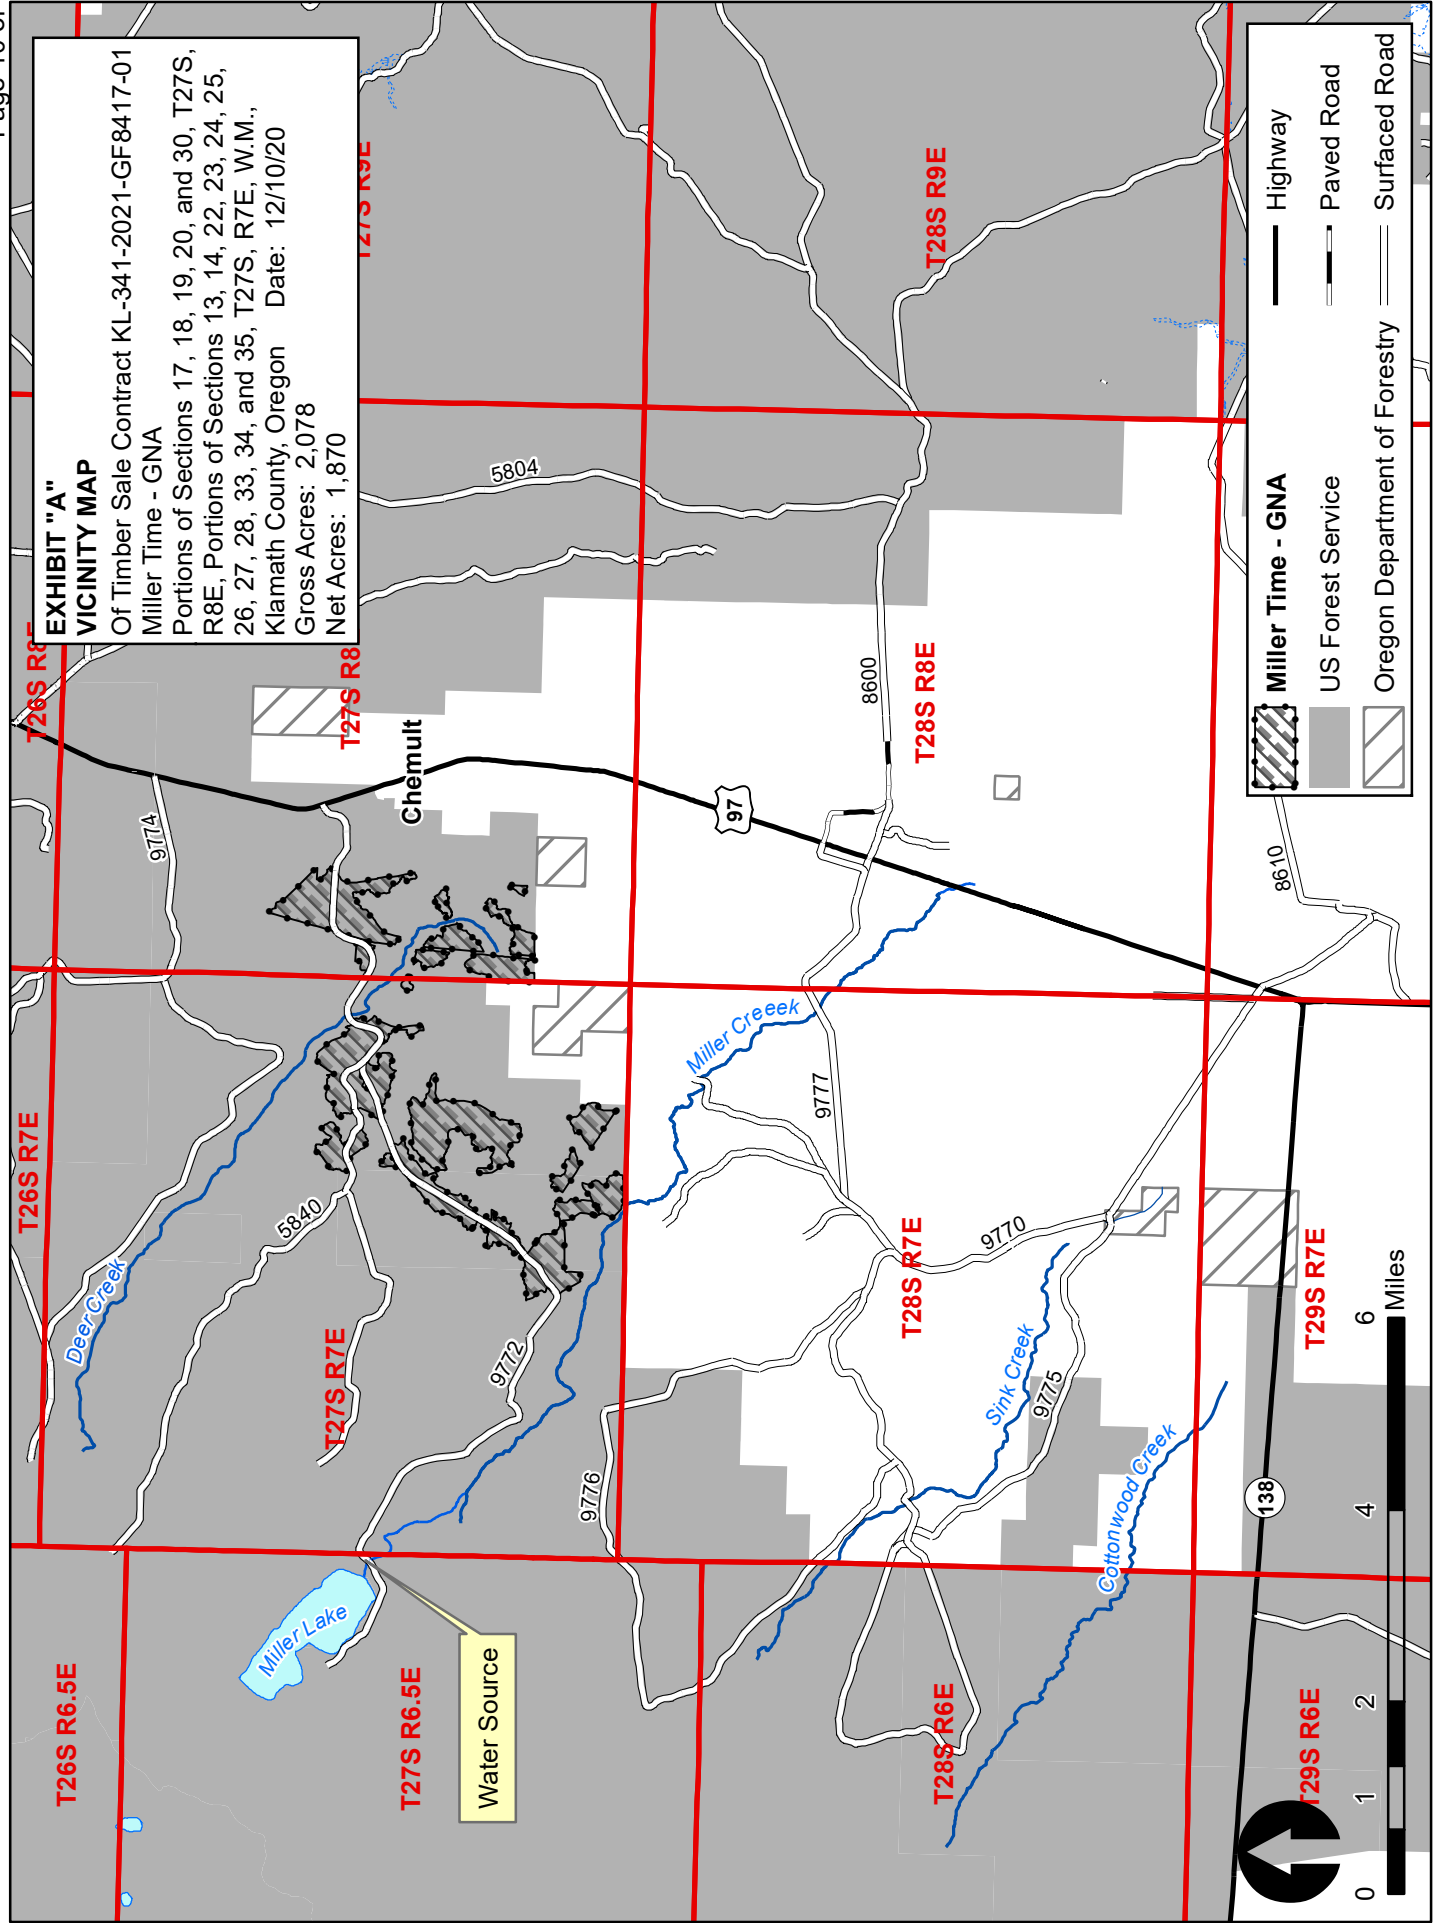 EXHIBIT "A"
VICINITY MAP
Of Timber Sale Contract KL-341-2021-GF8417-01
Miller Time - GNA
Portions of Sections 17, 18, 19, 20, and 30, T27S,
R8E, Portions of Sections 13, 14, 22, 23, 24, 25,
26, 27, 28, 33, 34, and 35, T27S, R7E, W.M.,
Klamath County, Oregon Date: 12/10/20
Gross Acres: 2,078
Net Acres: 1,870
T26S R6.5E
T26S R7E
T26S R8E
Deer Creek
9774
5840
Miller Lake
T27S R6.5E
T27S R7E
T27S R8
T27S R9E
Chemult
Water Source
9772
5804
9776
97
Miller Creeek
9777
8600
T28S R6E
T28S R7E
T28S R8E
T28S R9E
9770
Sink Creek
9775
Cottonwood Creek
138
8610
T29S R6E
T29S R7E
0 1 2 4 6
Miles
Miller Time - GNA
US Forest Service
Oregon Department of Forestry
Highway
Paved Road
Surfaced Road